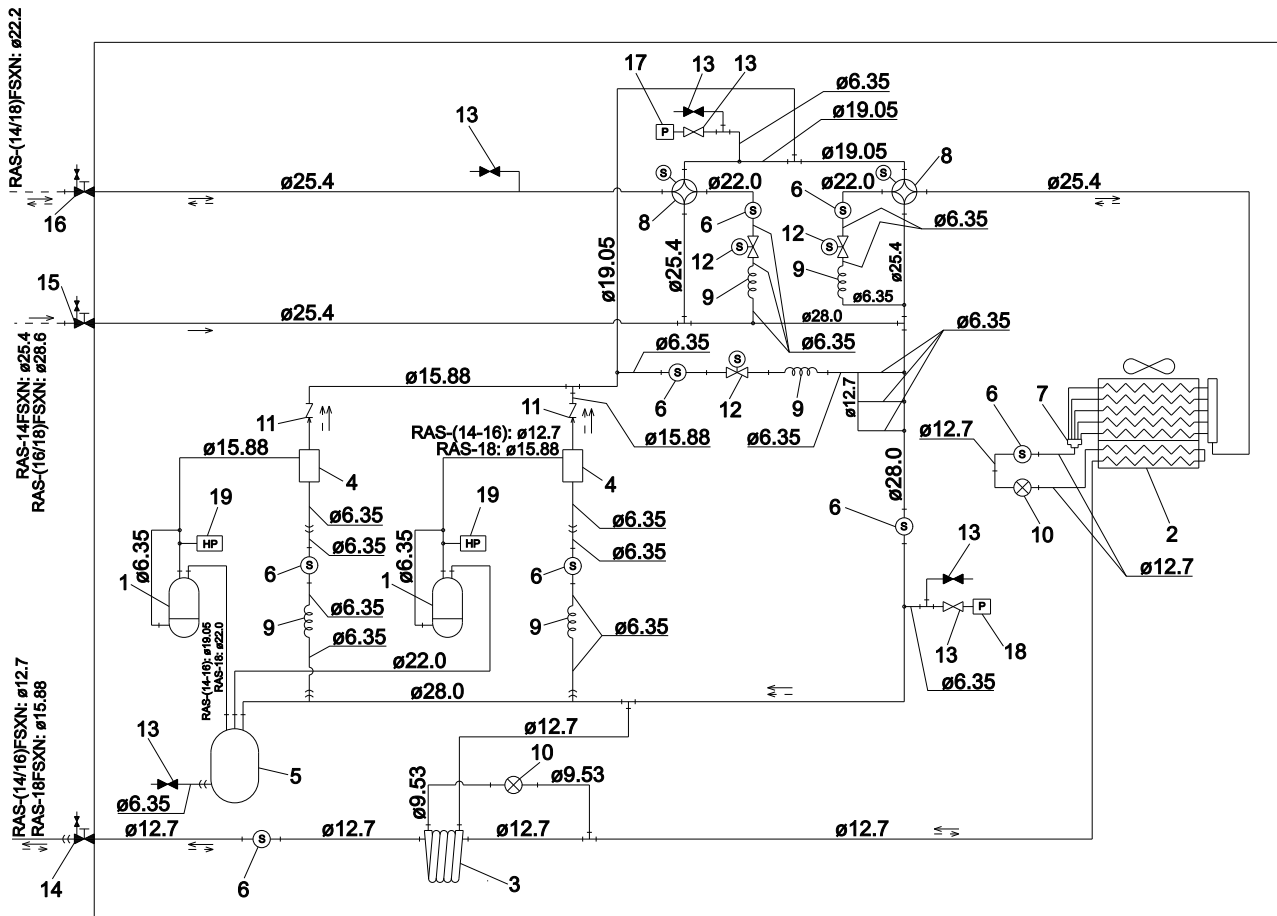 RAS-(14/18)FSXN: ø22.2
17
13
13
ø6.35
ø19.05
13
ø25.4
16
S
P
8
ø22.0
ø19.05
6
ø22.0
S
8
ø25.4
S
6
S
ø6.35
12
S
12
S
9
9
ø25.4
ø25.4
ø6.35
ø19.05
15
ø25.4
ø28.0
ø6.35
ø6.35
RAS-14FSXN: ø25.4
RAS-(16/18)FSXN: ø28.6
ø6.35
S
S
6
12
9
ø6.35
ø12.7
ø15.88
11
11
ø15.88
RAS-(14-16): ø12.7
RAS-18: ø15.88
ø15.88
4
4
ø28.0
6
S
ø12.7
6
7
S
10
2
ø12.7
19
HP
ø6.35
1
ø6.35
ø6.35
6
S
ø6.35
9
ø6.35
19
HP
ø6.35
1
ø6.35
ø6.35
6
S
9
ø6.35
13
P
13
18
ø6.35
RAS-(14-16): ø19.05
RAS-18: ø22.0
ø22.0
ø28.0
RAS-(14/16)FSXN: ø12.7
RAS-18FSXN: ø15.88
13
5
ø6.35
ø12.7
10
ø9.53
ø9.53
ø12.7
ø12.7
ø12.7
ø12.7
14
S
6
3